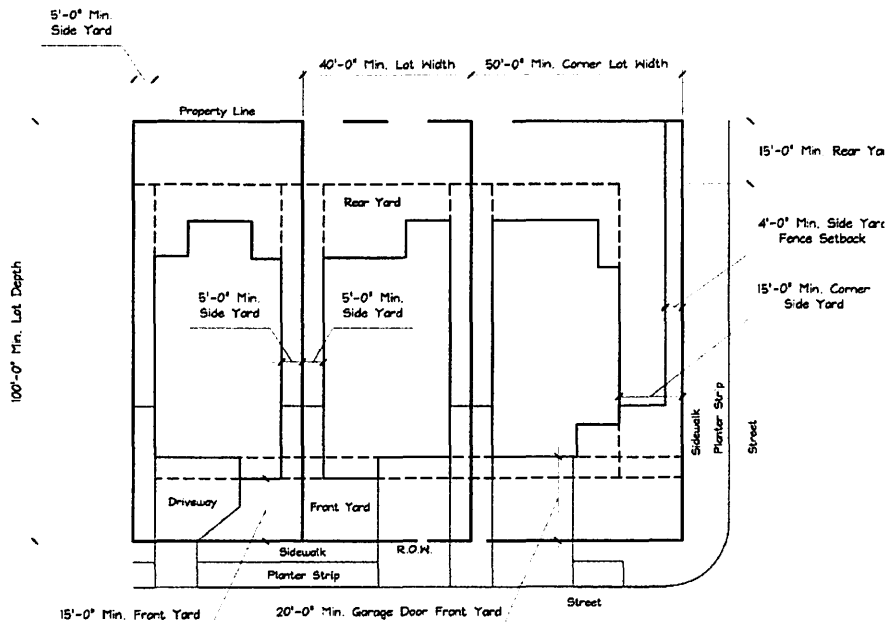 5'-0" Min.
Side Yard
40'-0" Min. Lot Width
50'-0" Min. Corner Lot Width
Property Line
15'-0" Min. Rear Ya
Rear Yard
4'-0" Min. Side Yard
Fence Setback
15'-0" Min. Corner
Side Yard
5'-0" Min.
Side Yard
5'-0" Min.
Side Yard
100'-0" Min. Lot Depth
Sidewalk
Planter Strip
Street
Driveway
Front Yard
Sidewalk
R.O.W.
Planter Strip
15'-0" Min. Front Yard
20'-0" Min. Garage Door Front Yard
Street